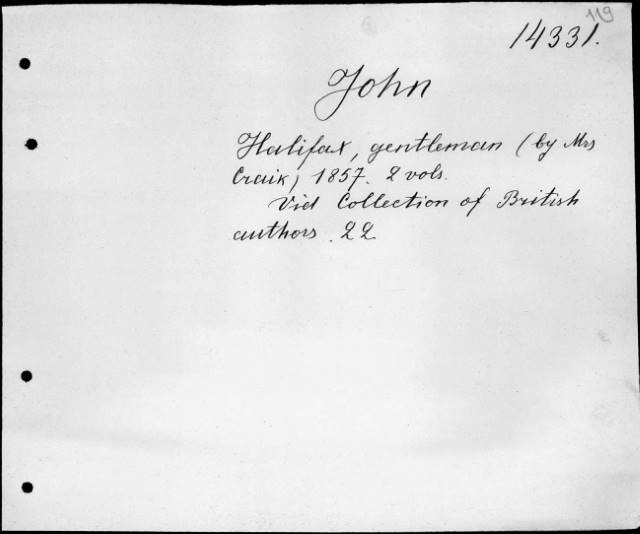 119
14331.
John
Halifax, gentleman (by Mrs
Craik) 1857. 2 vols.
Vid Collection of British
authors. 22